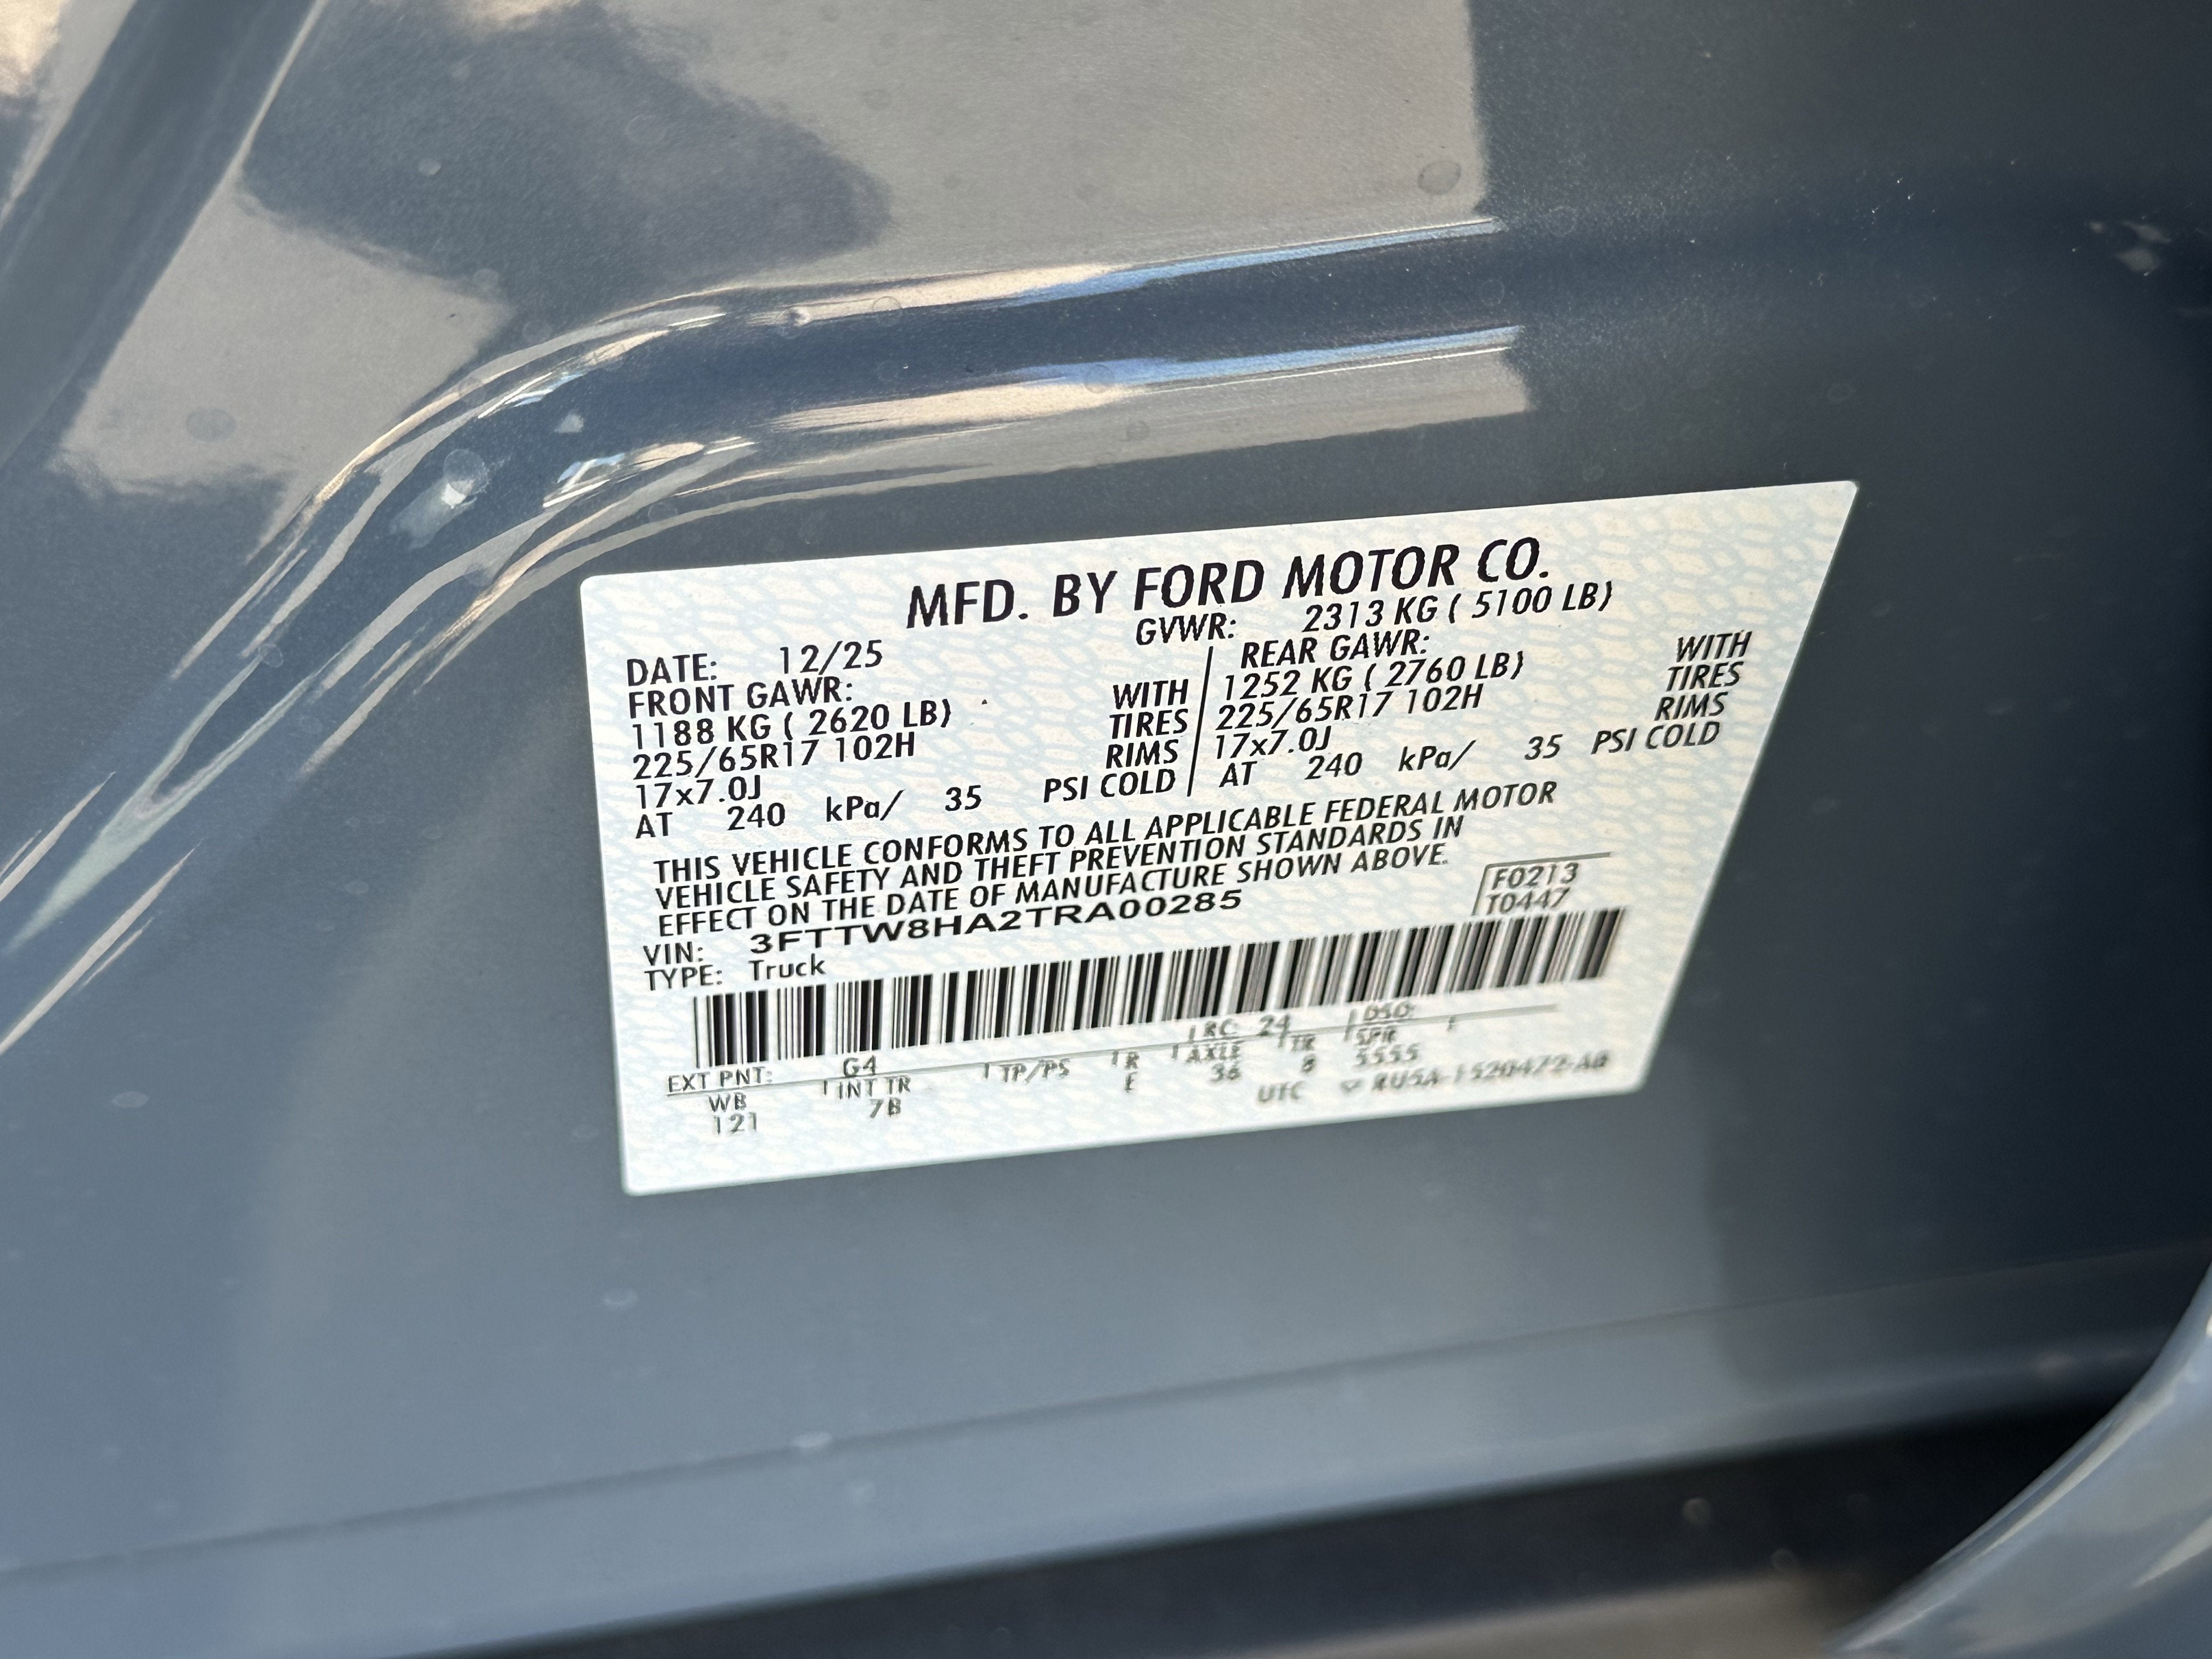 MFD. BY FORD MOTOR CO.
DATE: 12/25 GVWR: 2313 KG ( 5100 LB)
FRONT GAWR: REAR GAWR:
1188 KG ( 2620 LB) WITH 1252 KG ( 2760 LB) WITH
225/65R17 102H TIRES 225/65R17 102H TIRES
17x7.0J RIMS 17x7.0J RIMS
AT 240 kPa/ 35 PSI COLD AT 240 kPa/ 35 PSI COLD
THIS VEHICLE CONFORMS TO ALL APPLICABLE FEDERAL MOTOR
VEHICLE SAFETY AND THEFT PREVENTION STANDARDS IN
EFFECT ON THE DATE OF MANUFACTURE SHOWN ABOVE.
VIN: 3FTTW8HA2TRA00285 F0213
TYPE: Truck T0447
EXT PNT: G4 RC: 24 DSO:
WB INT TR TP/PS R AXLE TR SPR
121 7B E 36 8 5555
UTC